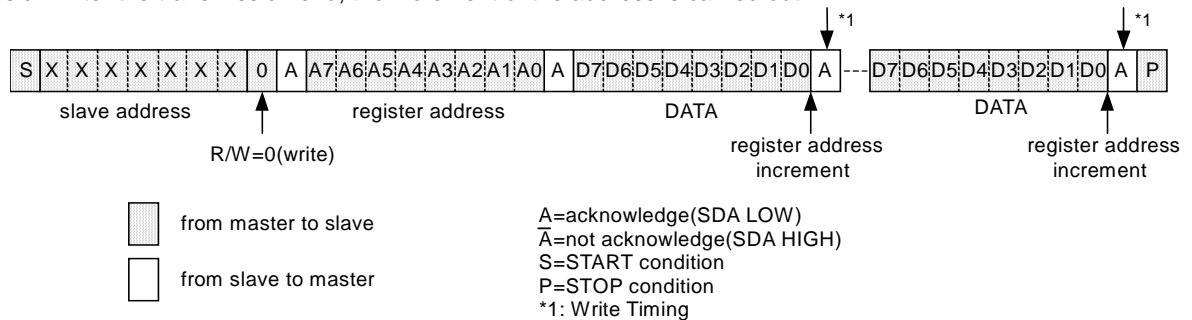 *1 *1
S X X X X X X X 0 A A7 A6 A5 A4 A3 A2 A1 A0 A D7 D6 D5 D4 D3 D2 D1 D0 A D7 D6 D5 D4 D3 D2 D1 D0 A P
slave address register address DATA DATA
R/W=0(write)
register address
increment
register address
increment
from master to slave
from slave to master
A=acknowledge(SDA LOW)
A̅=not acknowledge(SDA HIGH)
S=START condition
P=STOP condition
*1: Write Timing